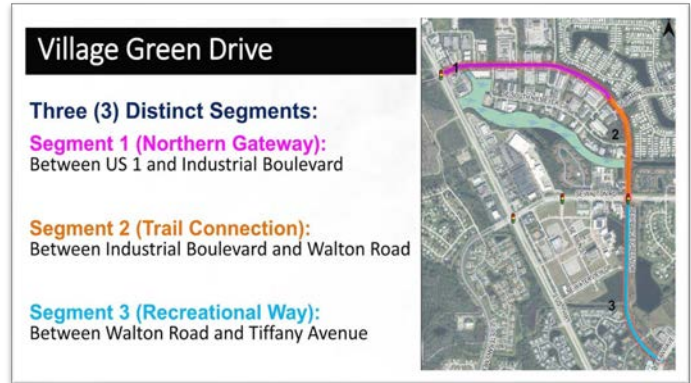 Village Green Drive
Three (3) Distinct Segments:
Segment 1 (Northern Gateway):
Between US 1 and Industrial Boulevard
Segment 2 (Trail Connection):
Between Industrial Boulevard and Walton Road
Segment 3 (Recreational Way):
Between Walton Road and Tiffany Avenue
1
2
3